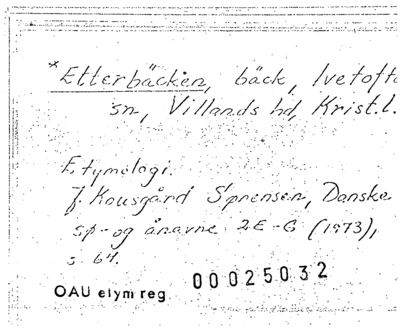 *Etterbäcken, bäck, Ivetofta
sn, Villands hd, Krist.l.
Etymologi.
J. Kousgård Sørensen, Danske
sø- og ånavne 2E-G (1973),
s. 64.
OAU etym reg 00025032